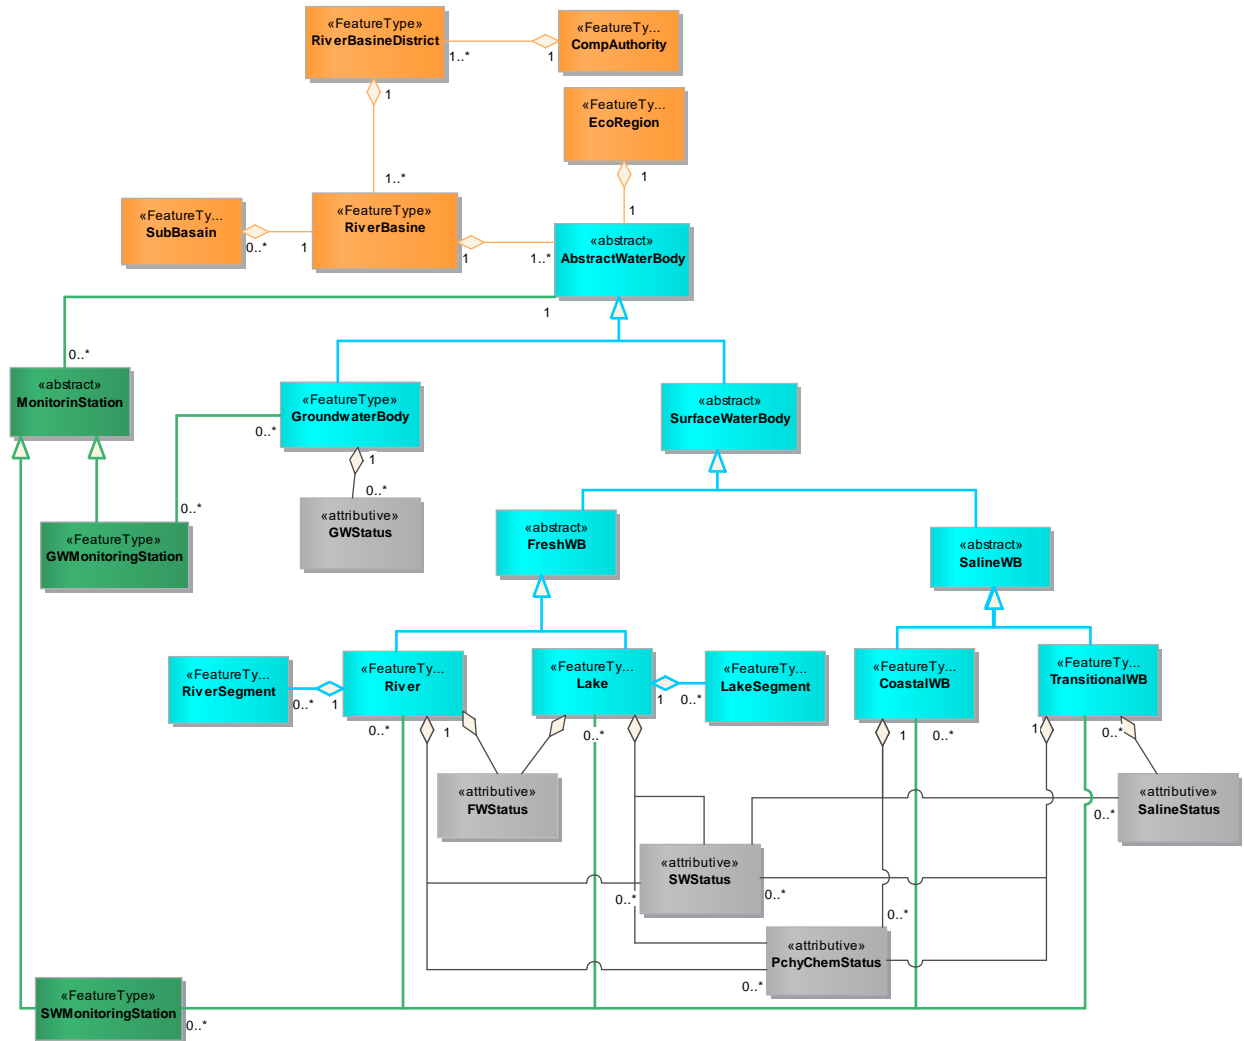 «FeatureType»
RiverBasineDistrict
«FeatureTy...
CompAuthority
1..*
1
1
«FeatureTy...
EcoRegion
1
1..*
1
«FeatureTy...
SubBasain
0..*
1
«FeatureType»
RiverBasine
1
1..*
«abstract»
AbstractWaterBody
1
0..*
«abstract»
MonitorinStation
«FeatureType»
GroundwaterBody
0..*
1
0..*
«abstract»
SurfaceWaterBody
0..*
«attributive»
GWStatus
«FeatureType»
GWMonitoringStation
«abstract»
FreshWB
«abstract»
SalineWB
«FeatureTy...
RiverSegment
0..*
1
«FeatureTy...
River
«FeatureTy...
Lake
1
0..*
«FeatureTy...
LakeSegment
«FeatureTy...
CoastalWB
«FeatureTy...
TransitionalWB
0..*
1
0..*
1
0..*
1
0..*
«attributive»
FWStatus
«attributive»
SalineStatus
0..*
«attributive»
SWStatus
0..*
0..*
0..*
«attributive»
PchyChemStatus
0..*
«FeatureType»
SWMonitoringStation
0..*